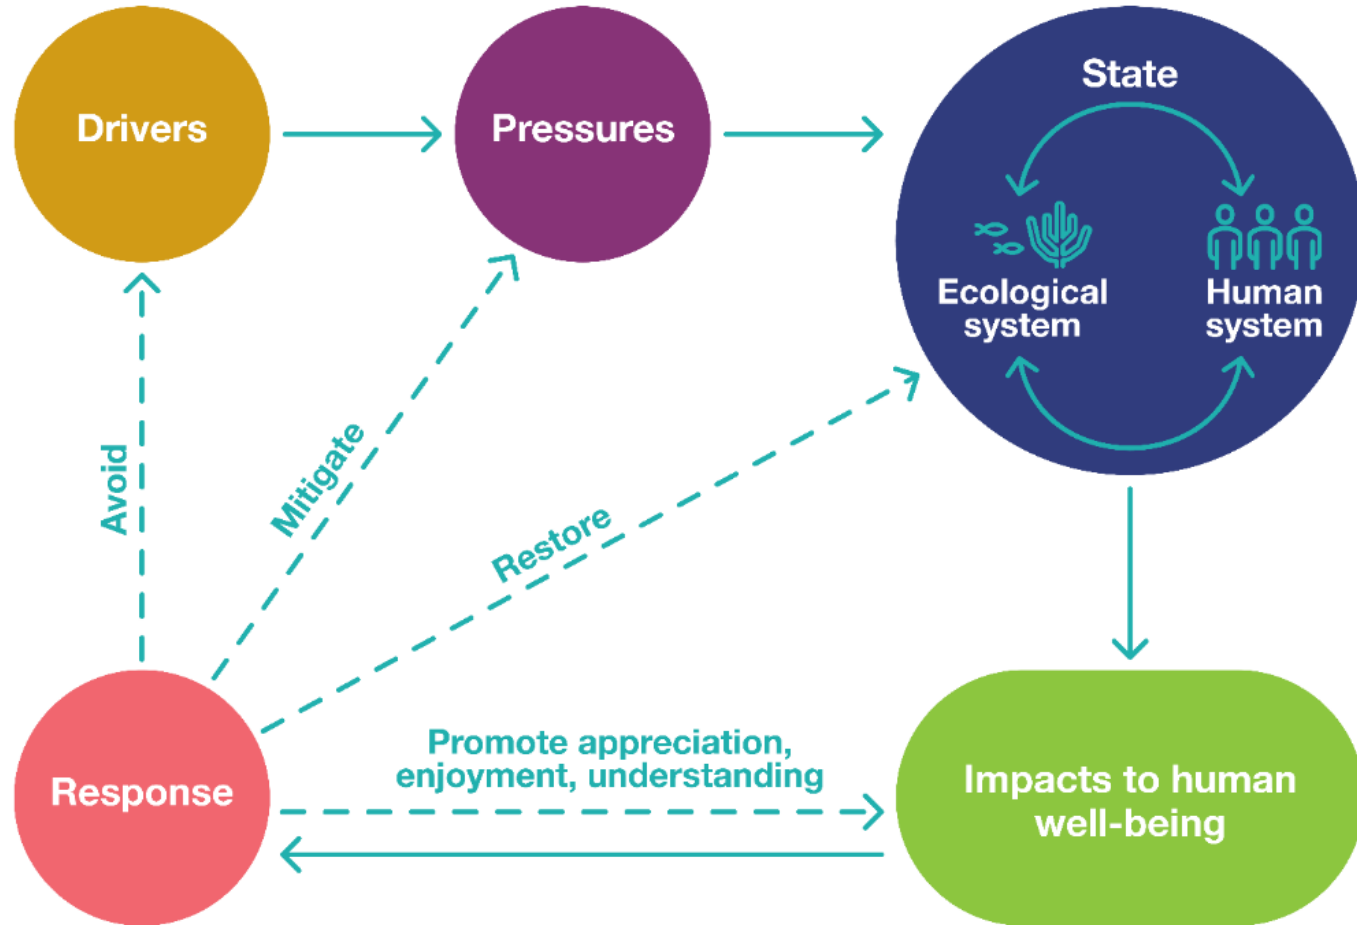 Drivers
Pressures
State
Ecological
system
Human
system
Avoid
Mitigate
Restore
Promote appreciation,
enjoyment, understanding
Response
Impacts to human
well-being